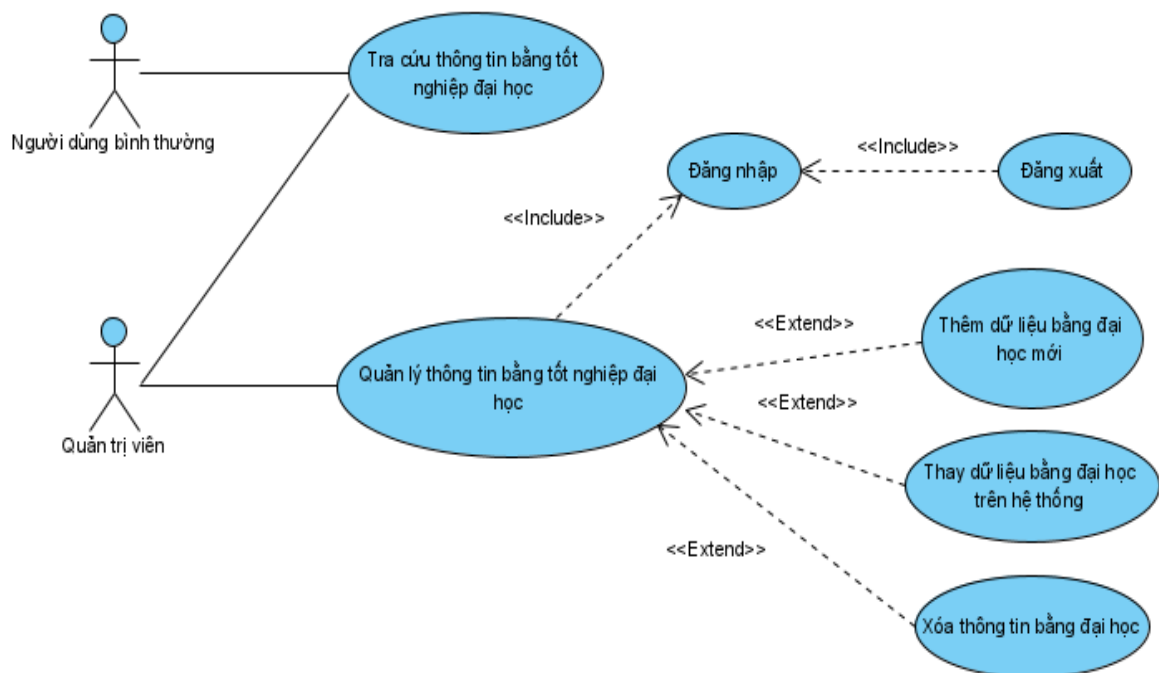 Tra cứu thông tin bằng tốt
nghiệp đại học
Người dùng bình thường
<<Include>>
Đăng nhập
Đăng xuất
<<Include>>
<<Extend>>
Thêm dữ liệu bằng đại
học mới
Quản lý thông tin bằng tốt nghiệp đại
học
<<Extend>>
Quản trị viên
Thay dữ liệu bằng đại học
trên hệ thống
<<Extend>>
Xóa thông tin bằng đại học